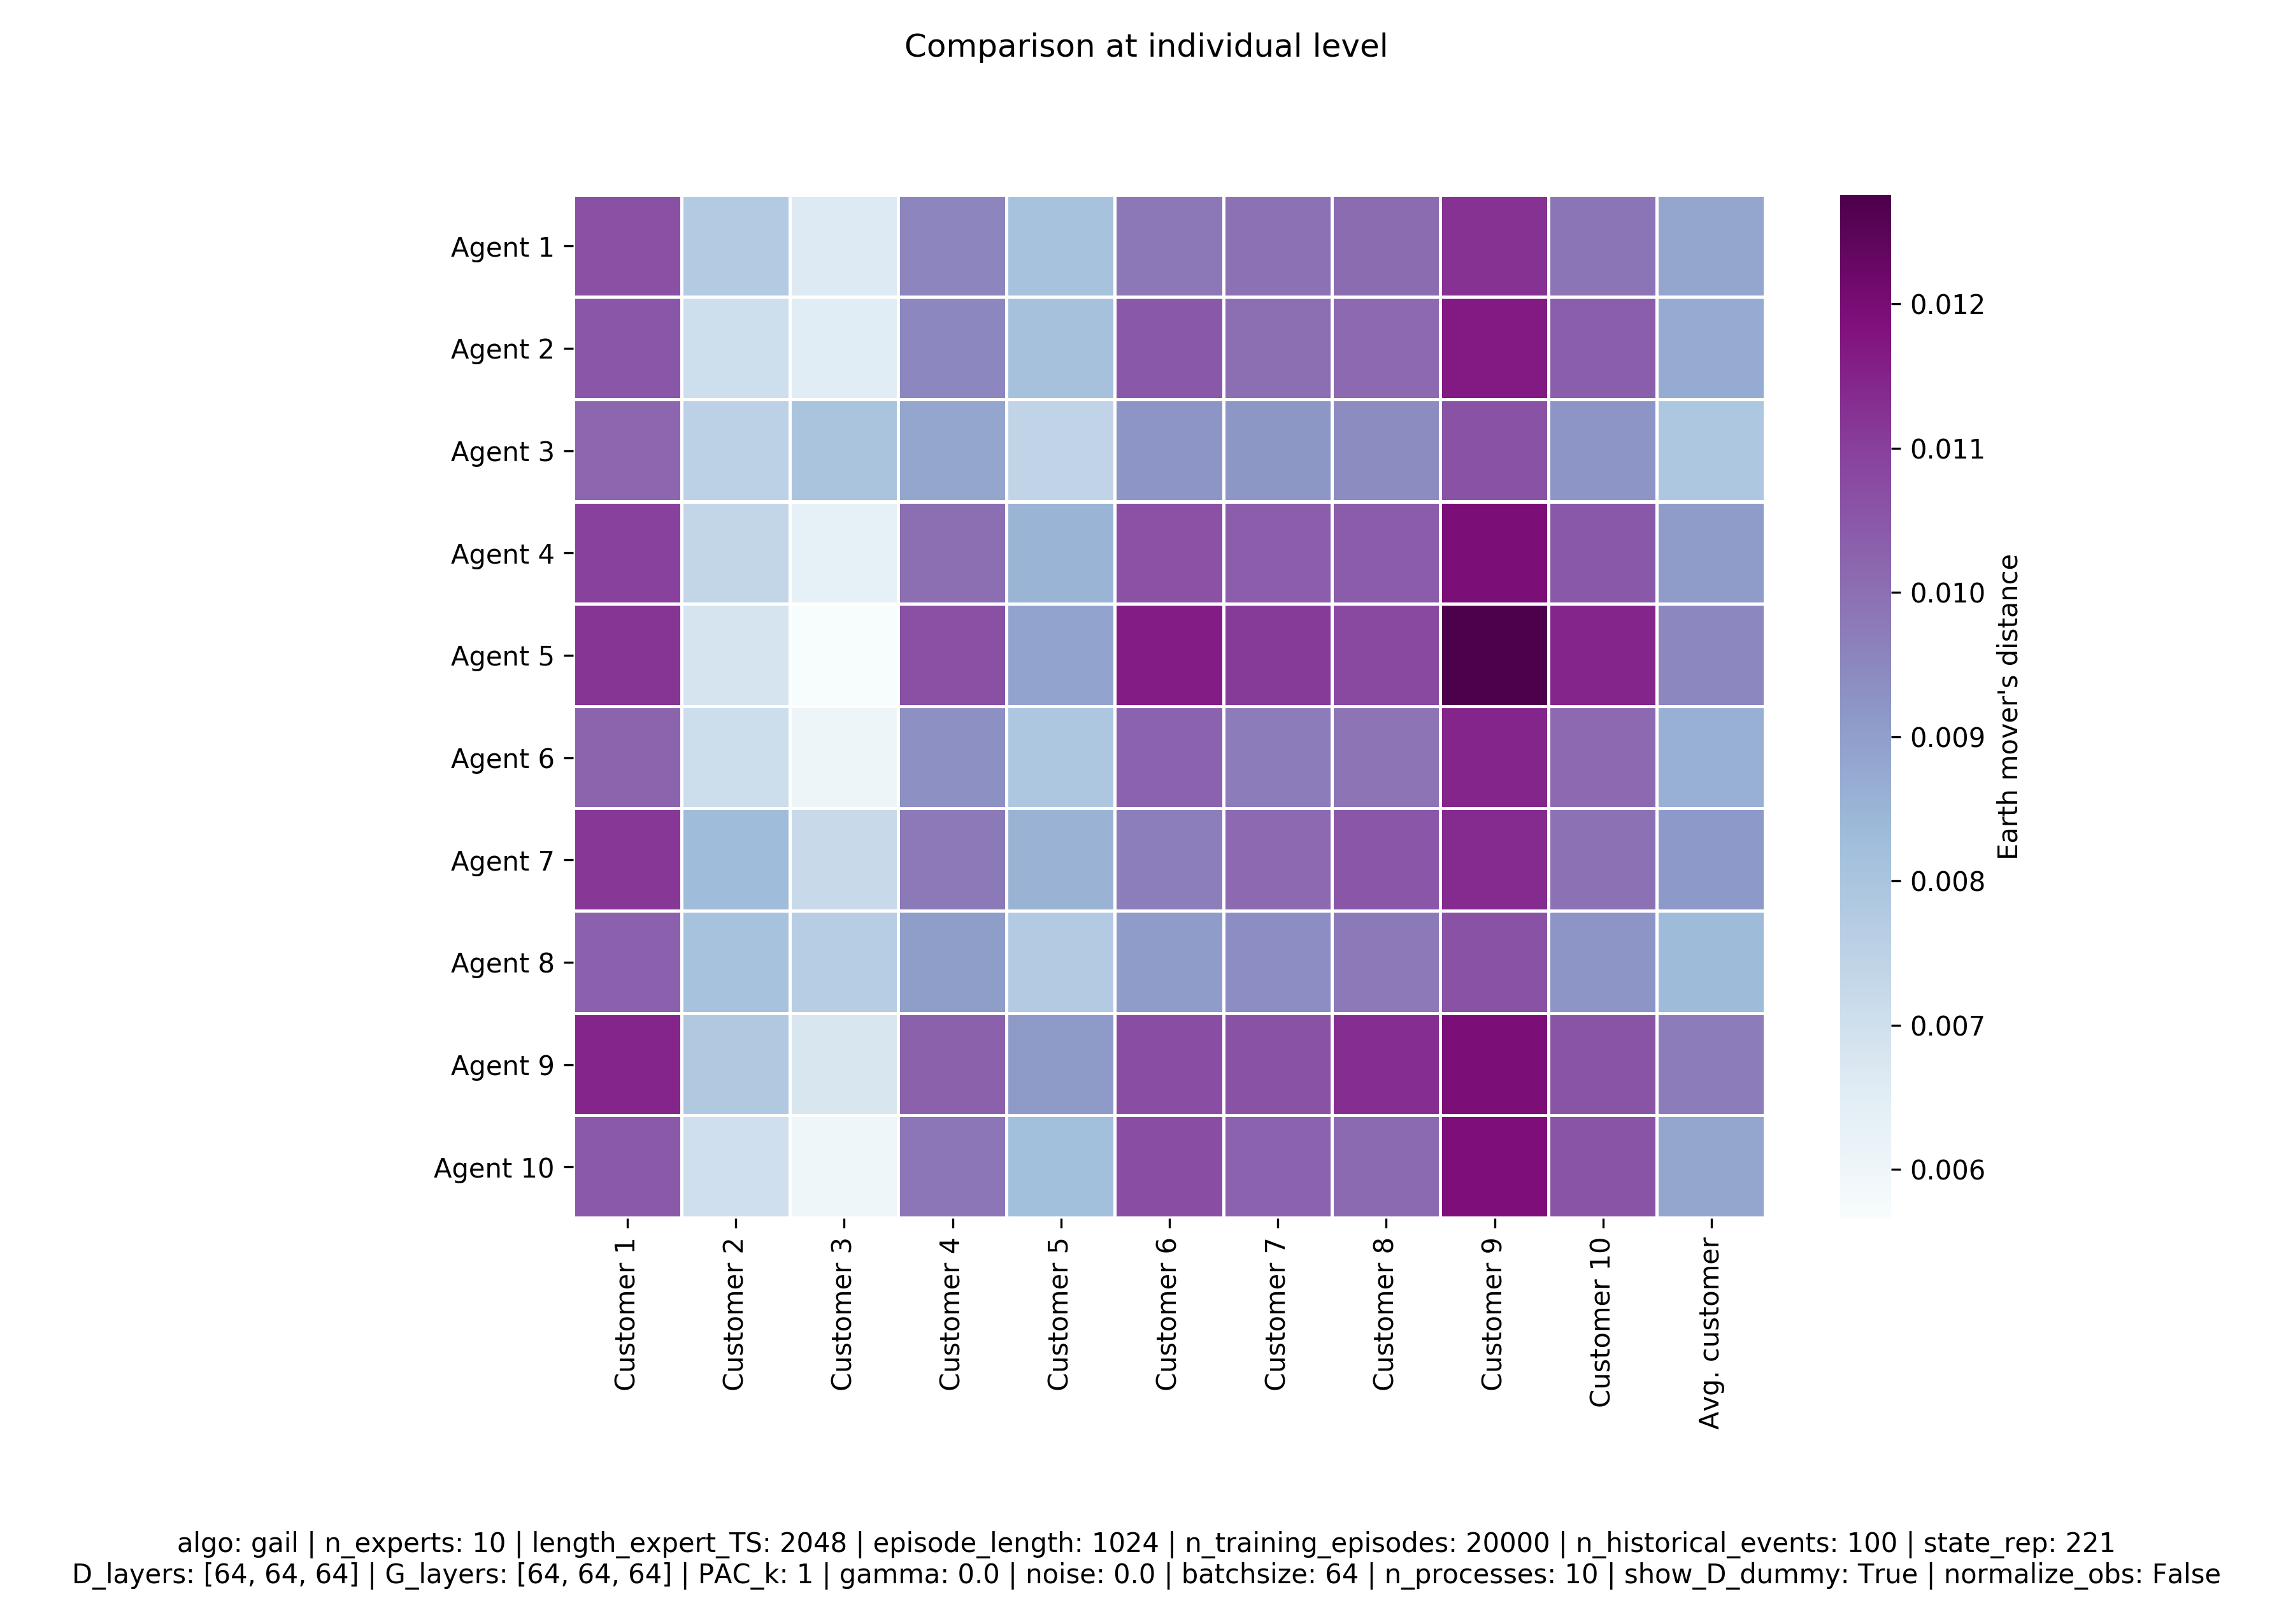 Comparison at individual level
Agent 1
Agent 2
Agent 3
Agent 4
Agent 5
Agent 6
Agent 7
Agent 8
Agent 9
Agent 10
Customer 1
Customer 2
Customer 3
Customer 4
Customer 5
Customer 6
Customer 7
Customer 8
Customer 9
Customer 10
Avg. customer
0.012
0.011
0.010
0.009
0.008
0.007
0.006
Earth mover's distance
algo: gail | n_experts: 10 | length_expert_TS: 2048 | episode_length: 1024 | n_training_episodes: 20000 | n_historical_events: 100 | state_rep: 221
D_layers: [64, 64, 64] | G_layers: [64, 64, 64] | PAC_k: 1 | gamma: 0.0 | noise: 0.0 | batchsize: 64 | n_processes: 10 | show_D_dummy: True | normalize_obs: False